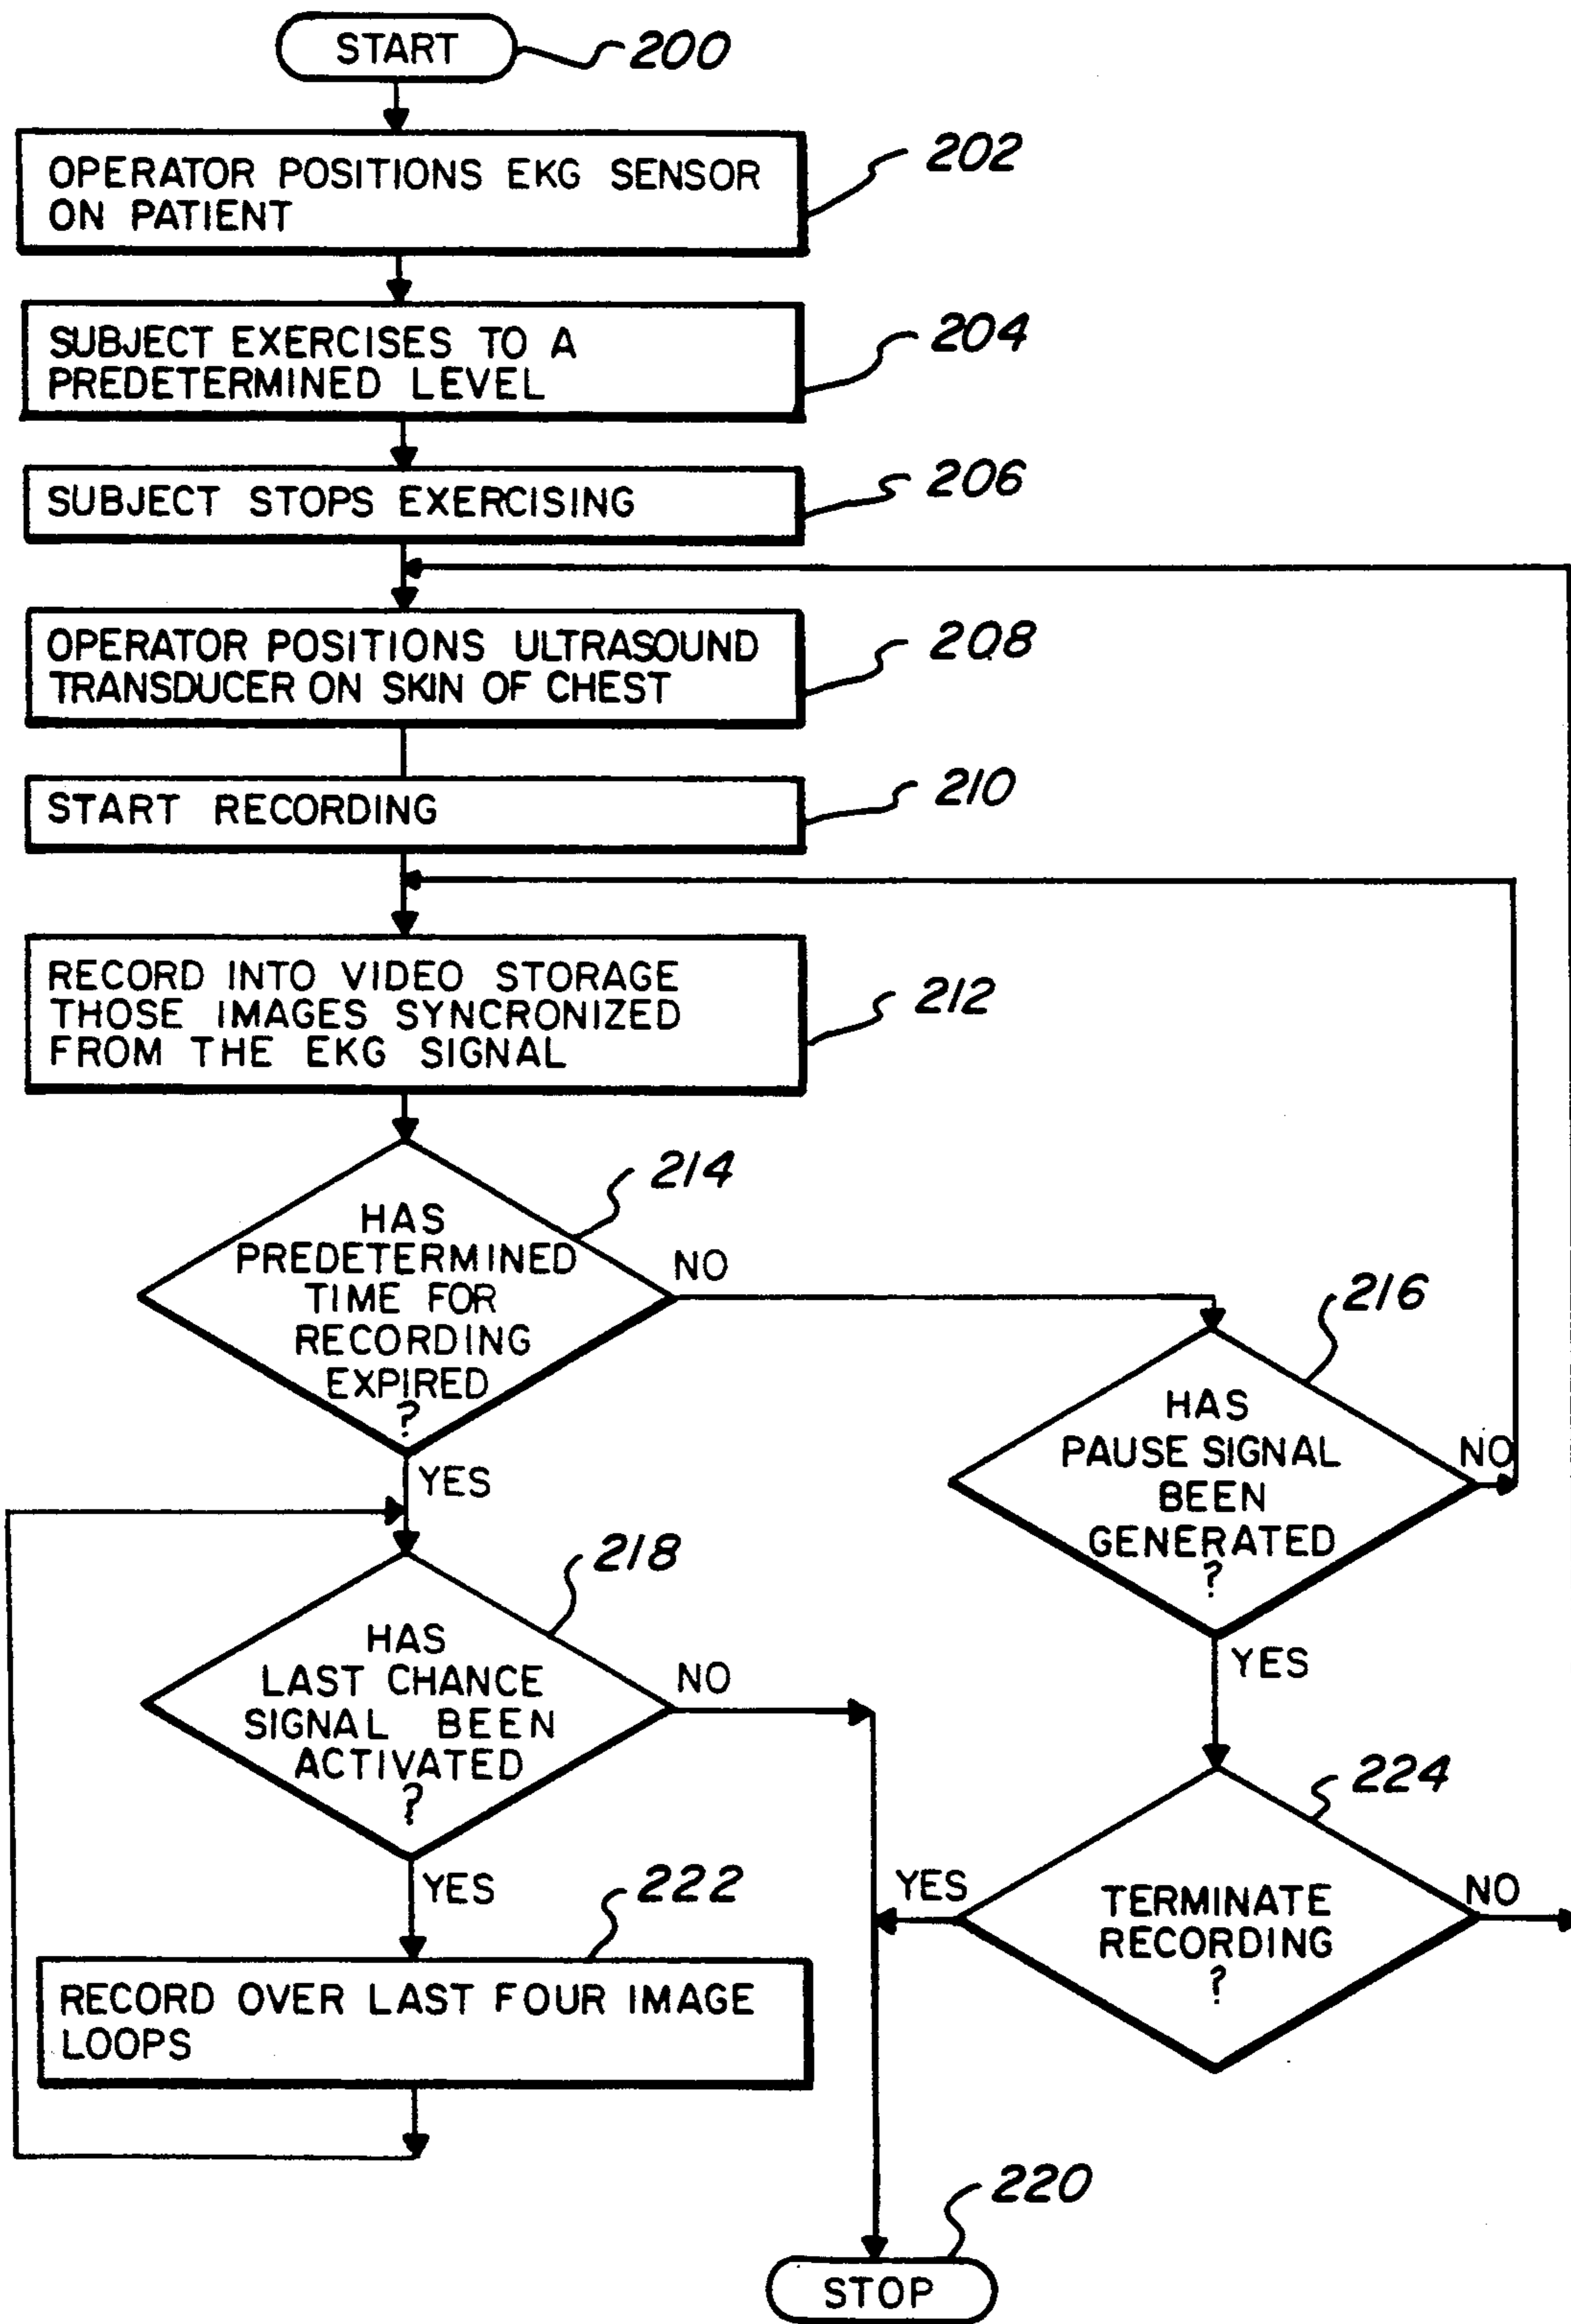 START
200
OPERATOR POSITIONS EKG SENSOR
ON PATIENT
202
SUBJECT EXERCISES TO A
PREDETERMINED LEVEL
204
SUBJECT STOPS EXERCISING
206
OPERATOR POSITIONS ULTRASOUND
TRANSDUCER ON SKIN OF CHEST
208
START RECORDING
210
RECORD INTO VIDEO STORAGE
THOSE IMAGES SYNCRONIZED
FROM THE EKG SIGNAL
212
HAS
PREDETERMINED
TIME FOR
RECORDING
EXPIRED
?
214
NO
YES
HAS
PAUSE SIGNAL
BEEN
GENERATED
?
216
NO
YES
HAS
LAST CHANCE
SIGNAL BEEN
ACTIVATED
?
218
NO
YES
TERMINATE
RECORDING
?
224
YES
NO
RECORD OVER LAST FOUR IMAGE
LOOPS
222
STOP
220